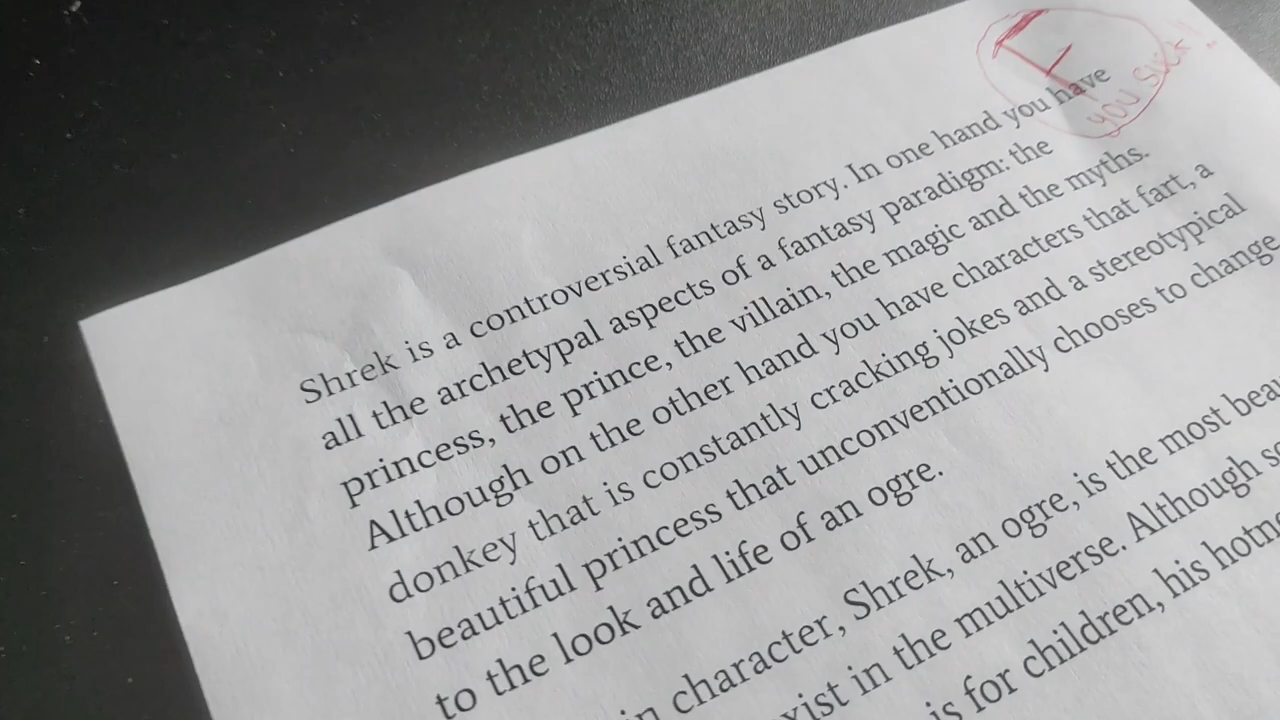 F
you suck!!
Shrek is a controversial fantasy story. In one hand you have
all the archetypal aspects of a fantasy paradigm: the
princess, the prince, the villain, the magic and the myths.
Although on the other hand you have characters that fart, a
donkey that is constantly cracking jokes and a stereotypical
beautiful princess that unconventionally chooses to change
to the look and life of an ogre.
character, Shrek, an ogre, is the most
in the multiverse. Although
is for children, his